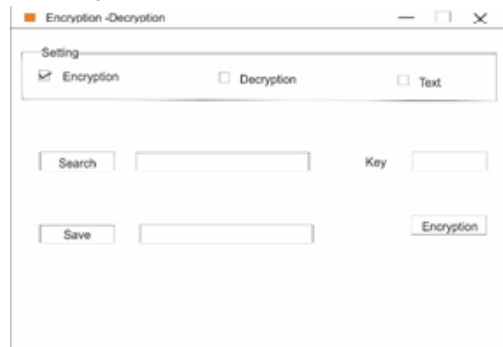 Encryption -Decryption
Setting
Encryption Decryption Text
Search Key
Save Encryption